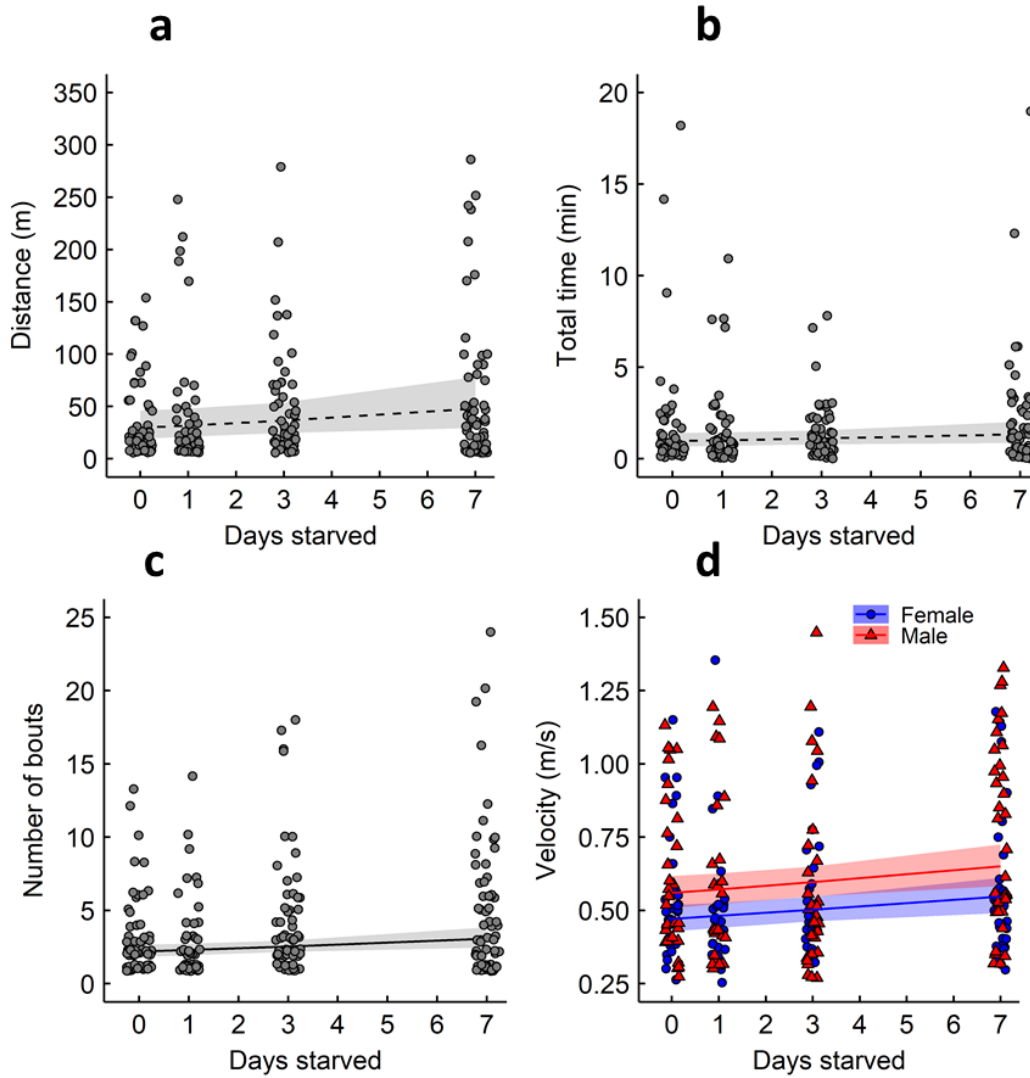 a
350
300
250
200
150
100
50
0
Distance (m)
0 1 2 3 4 5 6 7
Days starved
b
20
15
10
5
0
Total time (min)
0 1 2 3 4 5 6 7
Days starved
c
25
20
15
10
5
0
Number of bouts
0 1 2 3 4 5 6 7
Days starved
d
Female
Male
1.50
1.25
1.00
0.75
0.50
0.25
Velocity (m/s)
0 1 2 3 4 5 6 7
Days starved